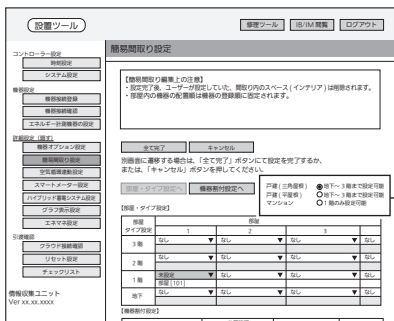 設置ツール
修理ツール
IB/IM 閲覧
ログアウト
コントローラー設定
時刻設定
システム設定
機器設定
機器接続登録
機器接続確認
エネルギー計測機器の設定
詳細設定（戻す）
機器オプション設定
簡易間取り設定
空気循環連動設定
スマートメーター設定
ハイブリッド蓄電システム設定
グラフ表示設定
エネマネ設定
引渡確認
クラウド接続確認
リセット設定
チェックリスト
情報収集ユニット
Ver xx.xx.xxxx
簡易間取り設定
【簡易間取り編集上の注意】
・設定完了後、ユーザーが設定していた、間取り内のスペース ( インテリア ) は削除されます。
・部屋内の機器の配置順は機器の登録順に固定されます。
全て完了
キャンセル
別画面に遷移する場合は、「全て完了」ボタンにて設定を完了するか、
または、「キャンセル」ボタンを押してください。
部屋・タイプ設定へ
機器割付設定へ
戸建 ( 三角屋根 ) ◉地下～3 階まで設定可能
戸建 ( 平屋根 ) 〇地下～3 階まで設定可能
マンション 〇1 階のみ設定可能
【部屋・タイプ設定】
部屋
タイプ設定
部屋
1 2 3
3 階 なし ▼ なし ▼ なし ▼ なし
2 階 なし ▼ なし ▼ なし ▼ なし
1 階 未設定 ▼ なし ▼ なし ▼ なし
部屋 [101]
地下 なし ▼ なし ▼ なし ▼ なし
【機器割付設定】